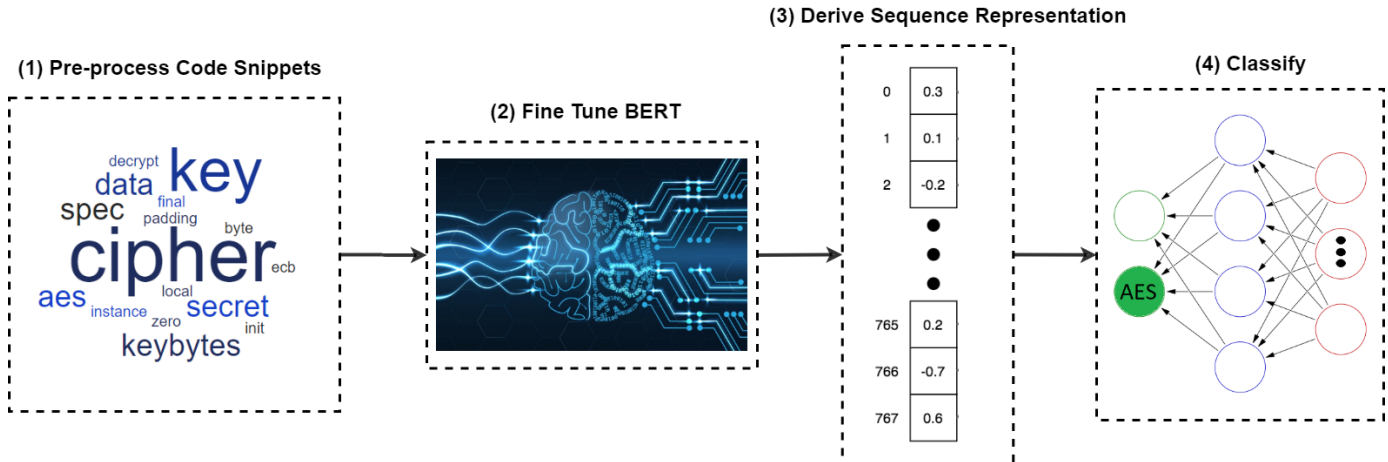 (1) Pre-process Code Snippets
decrypt
key
data
final
spec
padding
byte
cipher
ecb
local
aes
instance
secret
zero
init
keybytes
(2) Fine Tune BERT
(3) Derive Sequence Representation
0 0.3
1 0.1
2 -0.2
765 0.2
766 -0.7
767 0.6
(4) Classify
AES